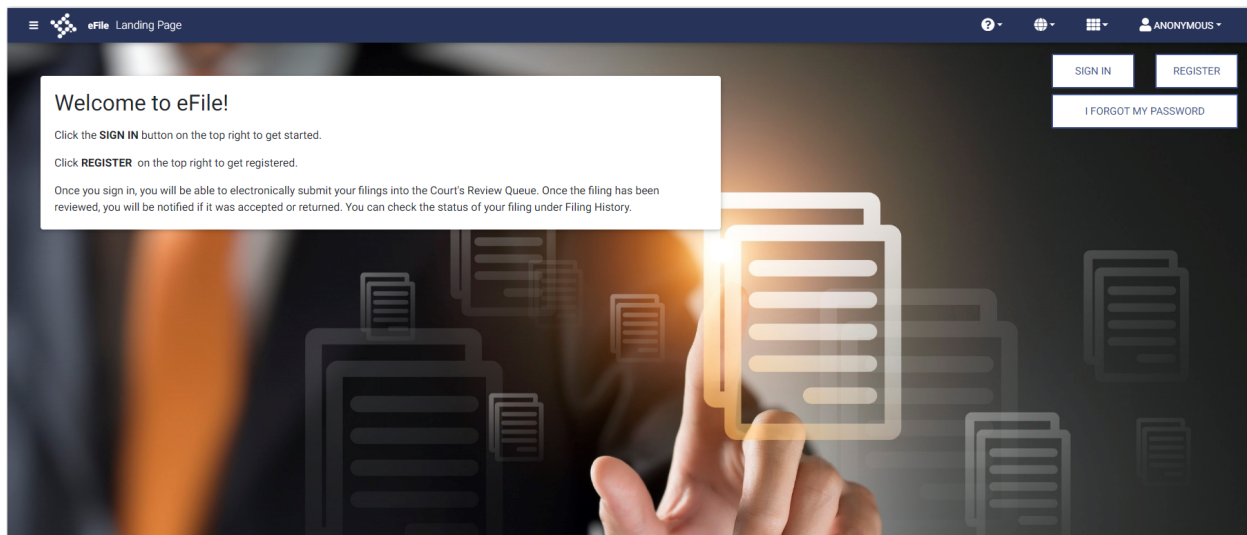 eFile Landing Page
ANONYMOUS
SIGN IN
REGISTER
I FORGOT MY PASSWORD
Welcome to eFile!
Click the SIGN IN button on the top right to get started.
Click REGISTER on the top right to get registered.
Once you sign in, you will be able to electronically submit your filings into the Court's Review Queue. Once the filing has been
reviewed, you will be notified if it was accepted or returned. You can check the status of your filing under Filing History.